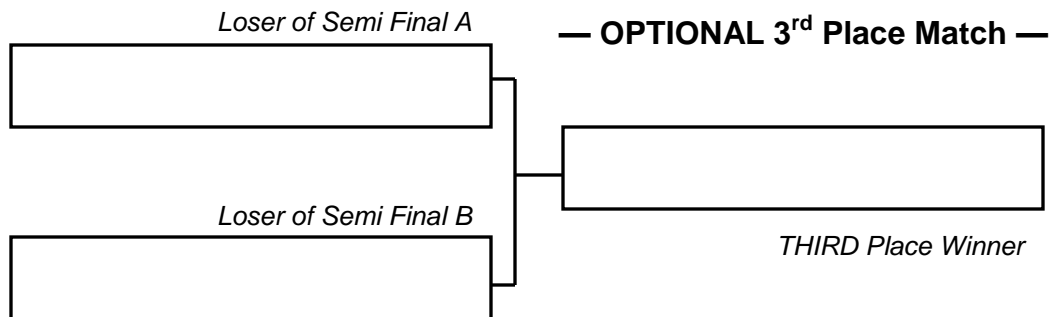 Loser of Semi Final A
— OPTIONAL 3rd Place Match —
Loser of Semi Final B
THIRD Place Winner